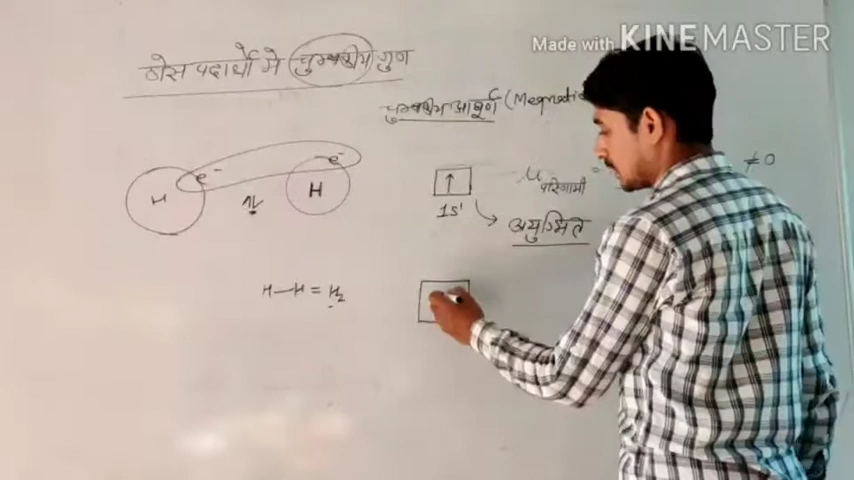 Made with KINEMASTER
ठोस पदार्थो मे चुम्बकीय गुण
चुम्बकीय आघूर्ण (Magnetic
H e⁻ e⁻ H
↑↓
↑
1s¹
अयुग्मित
μ परिणामी = ≠0
H—H = H₂